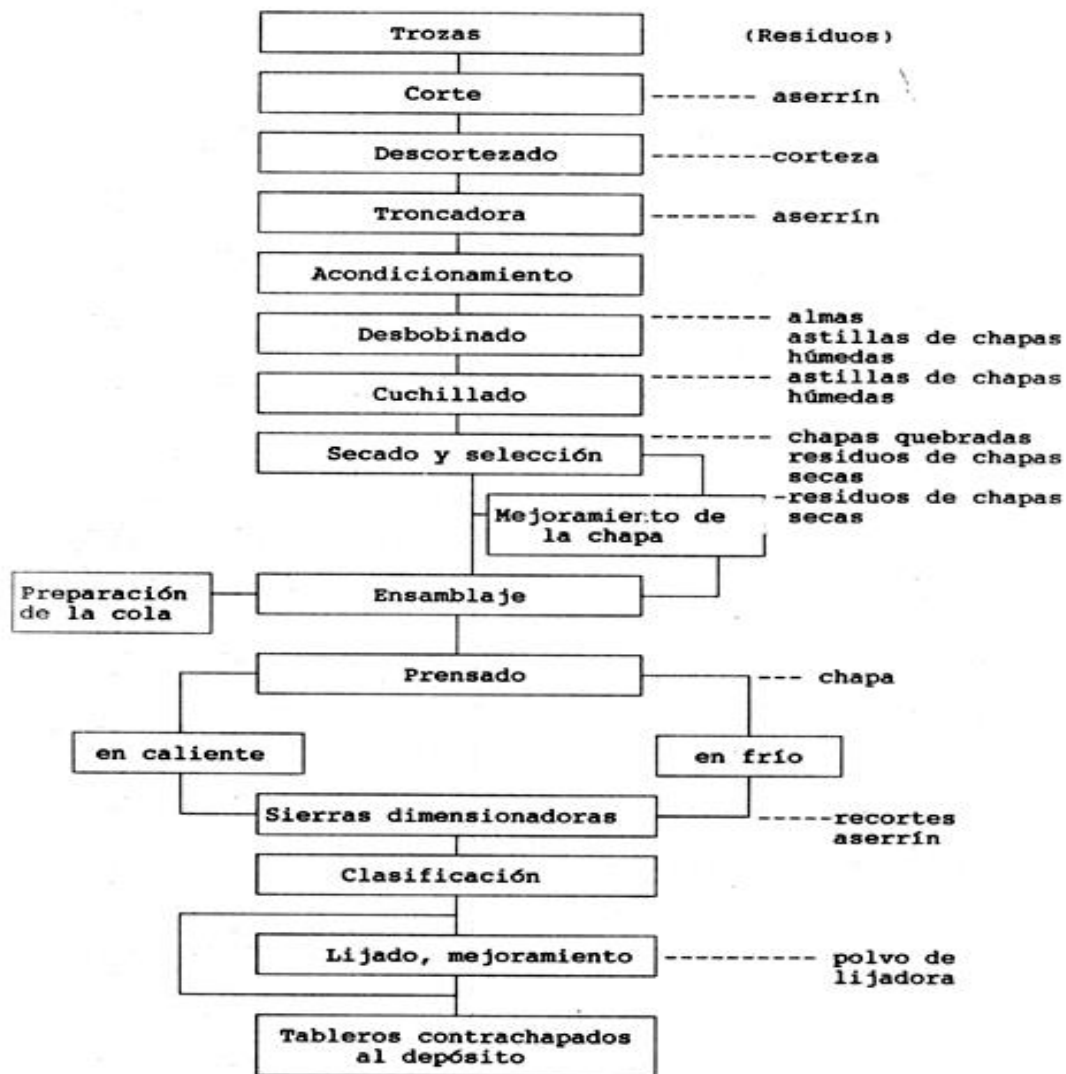 Trozas (Residuos)
Corte ------- aserrín
Descortezado --------corteza
Troncadora ------- aserrín
Acondicionamiento
Desbobinado ------- almas
astillas de chapas
húmedas
Cuchillado ------- astillas de chapas
húmedas
Secado y selección ------- chapas quebradas
residuos de chapas
secas
-residuos de chapas
Mejoramiento de secas
la chapa
Preparación Ensamblaje
de la cola
Prensado --- chapa
en caliente en frío
Sierras dimensionadoras -----recortes
aserrín
Clasificación
Lijado, mejoramiento --------- polvo de
lijadora
Tableros contrachapados
al depósito